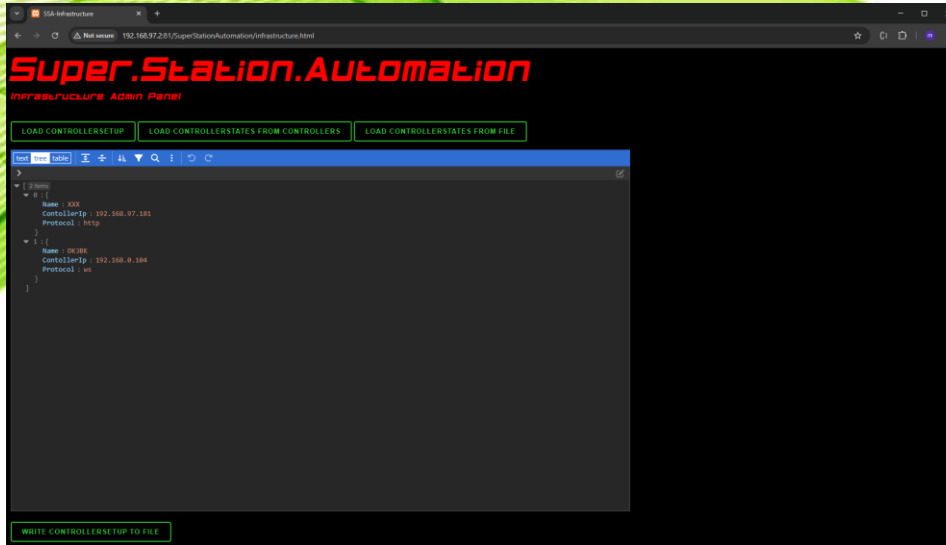 SSA-Infrastructure
Not secure 192.168.97.2:81/SuperStationAutomation/infrastructure.html
Super.Station.Automation
Infrastructure Admin Panel
LOAD CONTROLLERSETUP LOAD CONTROLLERSTATES FROM CONTROLLERS LOAD CONTROLLERSTATES FROM FILE
text tree table
[ 2 items
0 : {
Name : XXX
ContollerIp : 192.168.97.181
Protocol : http
}
1 : {
Name :
ContollerIp : 192.168.0.104
Protocol : ws
}
]
WRITE CONTROLLERSETUP TO FILE